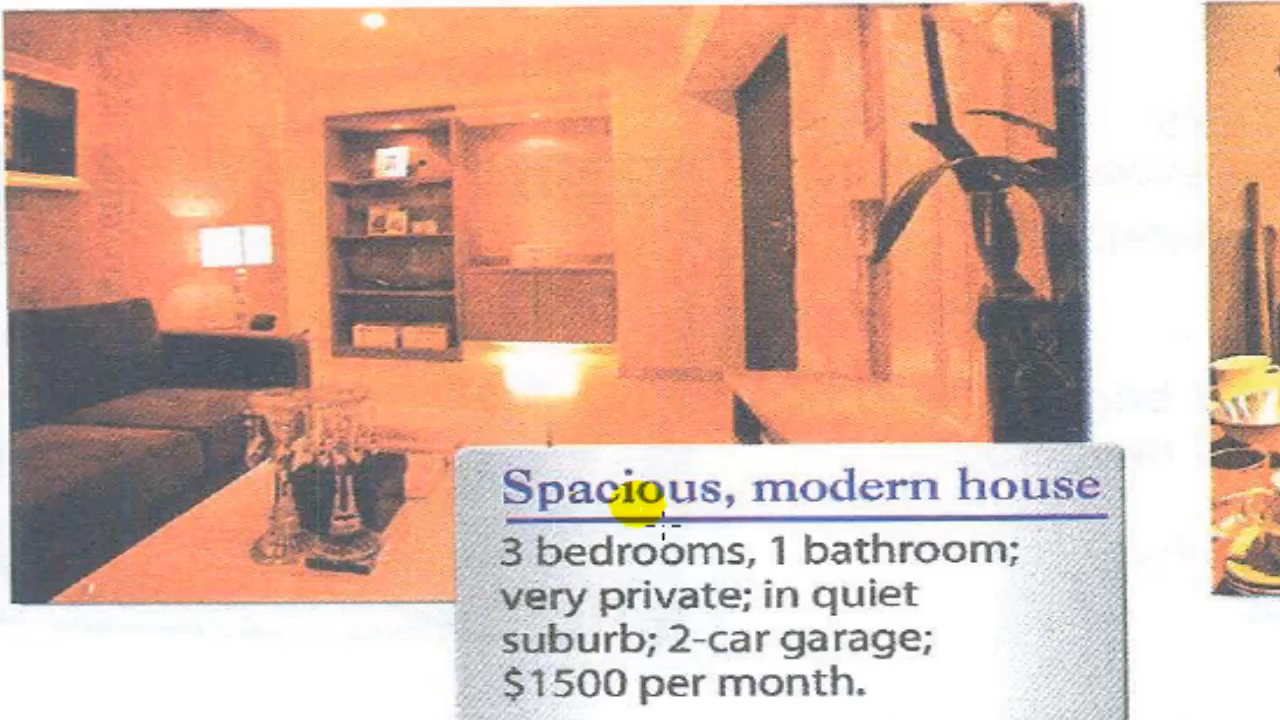 Spacious, modern house
3 bedrooms, 1 bathroom;
very private; in quiet
suburb; 2-car garage;
$1500 per month.